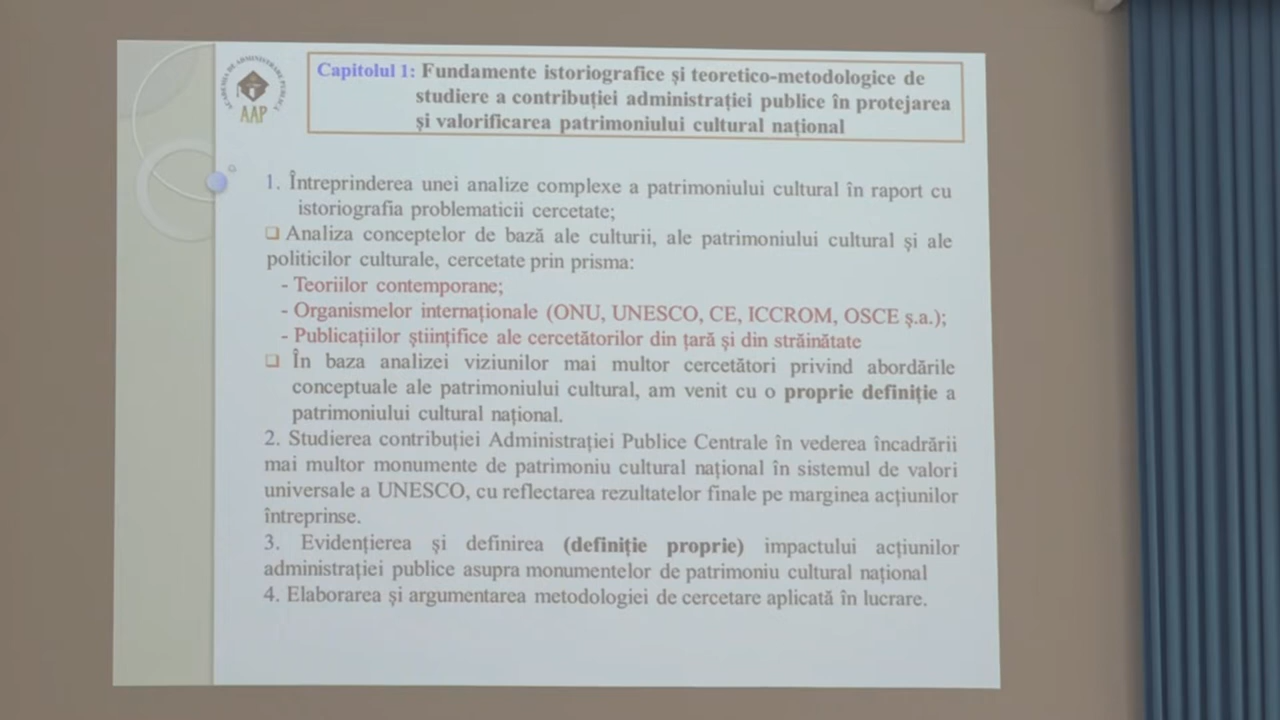 ACADEMIA DE ADMINISTRARE PUBLICĂ
AAP
Capitolul 1: Fundamente istoriografice și teoretico-metodologice de
studiere a contribuției administrației publice în protejarea
și valorificarea patrimoniului cultural național
1. Întreprinderea unei analize complexe a patrimoniului cultural în raport cu
istoriografia problematicii cercetate;
❑ Analiza conceptelor de bază ale culturii, ale patrimoniului cultural și ale
politicilor culturale, cercetate prin prisma:
- Teoriilor contemporane;
- Organismelor internaționale (ONU, UNESCO, CE, ICCROM, OSCE ș.a.);
- Publicațiilor științifice ale cercetătorilor din țară și din străinătate
❑ În baza analizei viziunilor mai multor cercetători privind abordările
conceptuale ale patrimoniului cultural, am venit cu o proprie definiție a
patrimoniului cultural național.
2. Studierea contribuției Administrației Publice Centrale în vederea încadrării
mai multor monumente de patrimoniu cultural național în sistemul de valori
universale a UNESCO, cu reflectarea rezultatelor finale pe marginea acțiunilor
întreprinse.
3. Evidențierea și definirea (definiție proprie) impactului acțiunilor
administrației publice asupra monumentelor de patrimoniu cultural național
4. Elaborarea și argumentarea metodologiei de cercetare aplicată în lucrare.